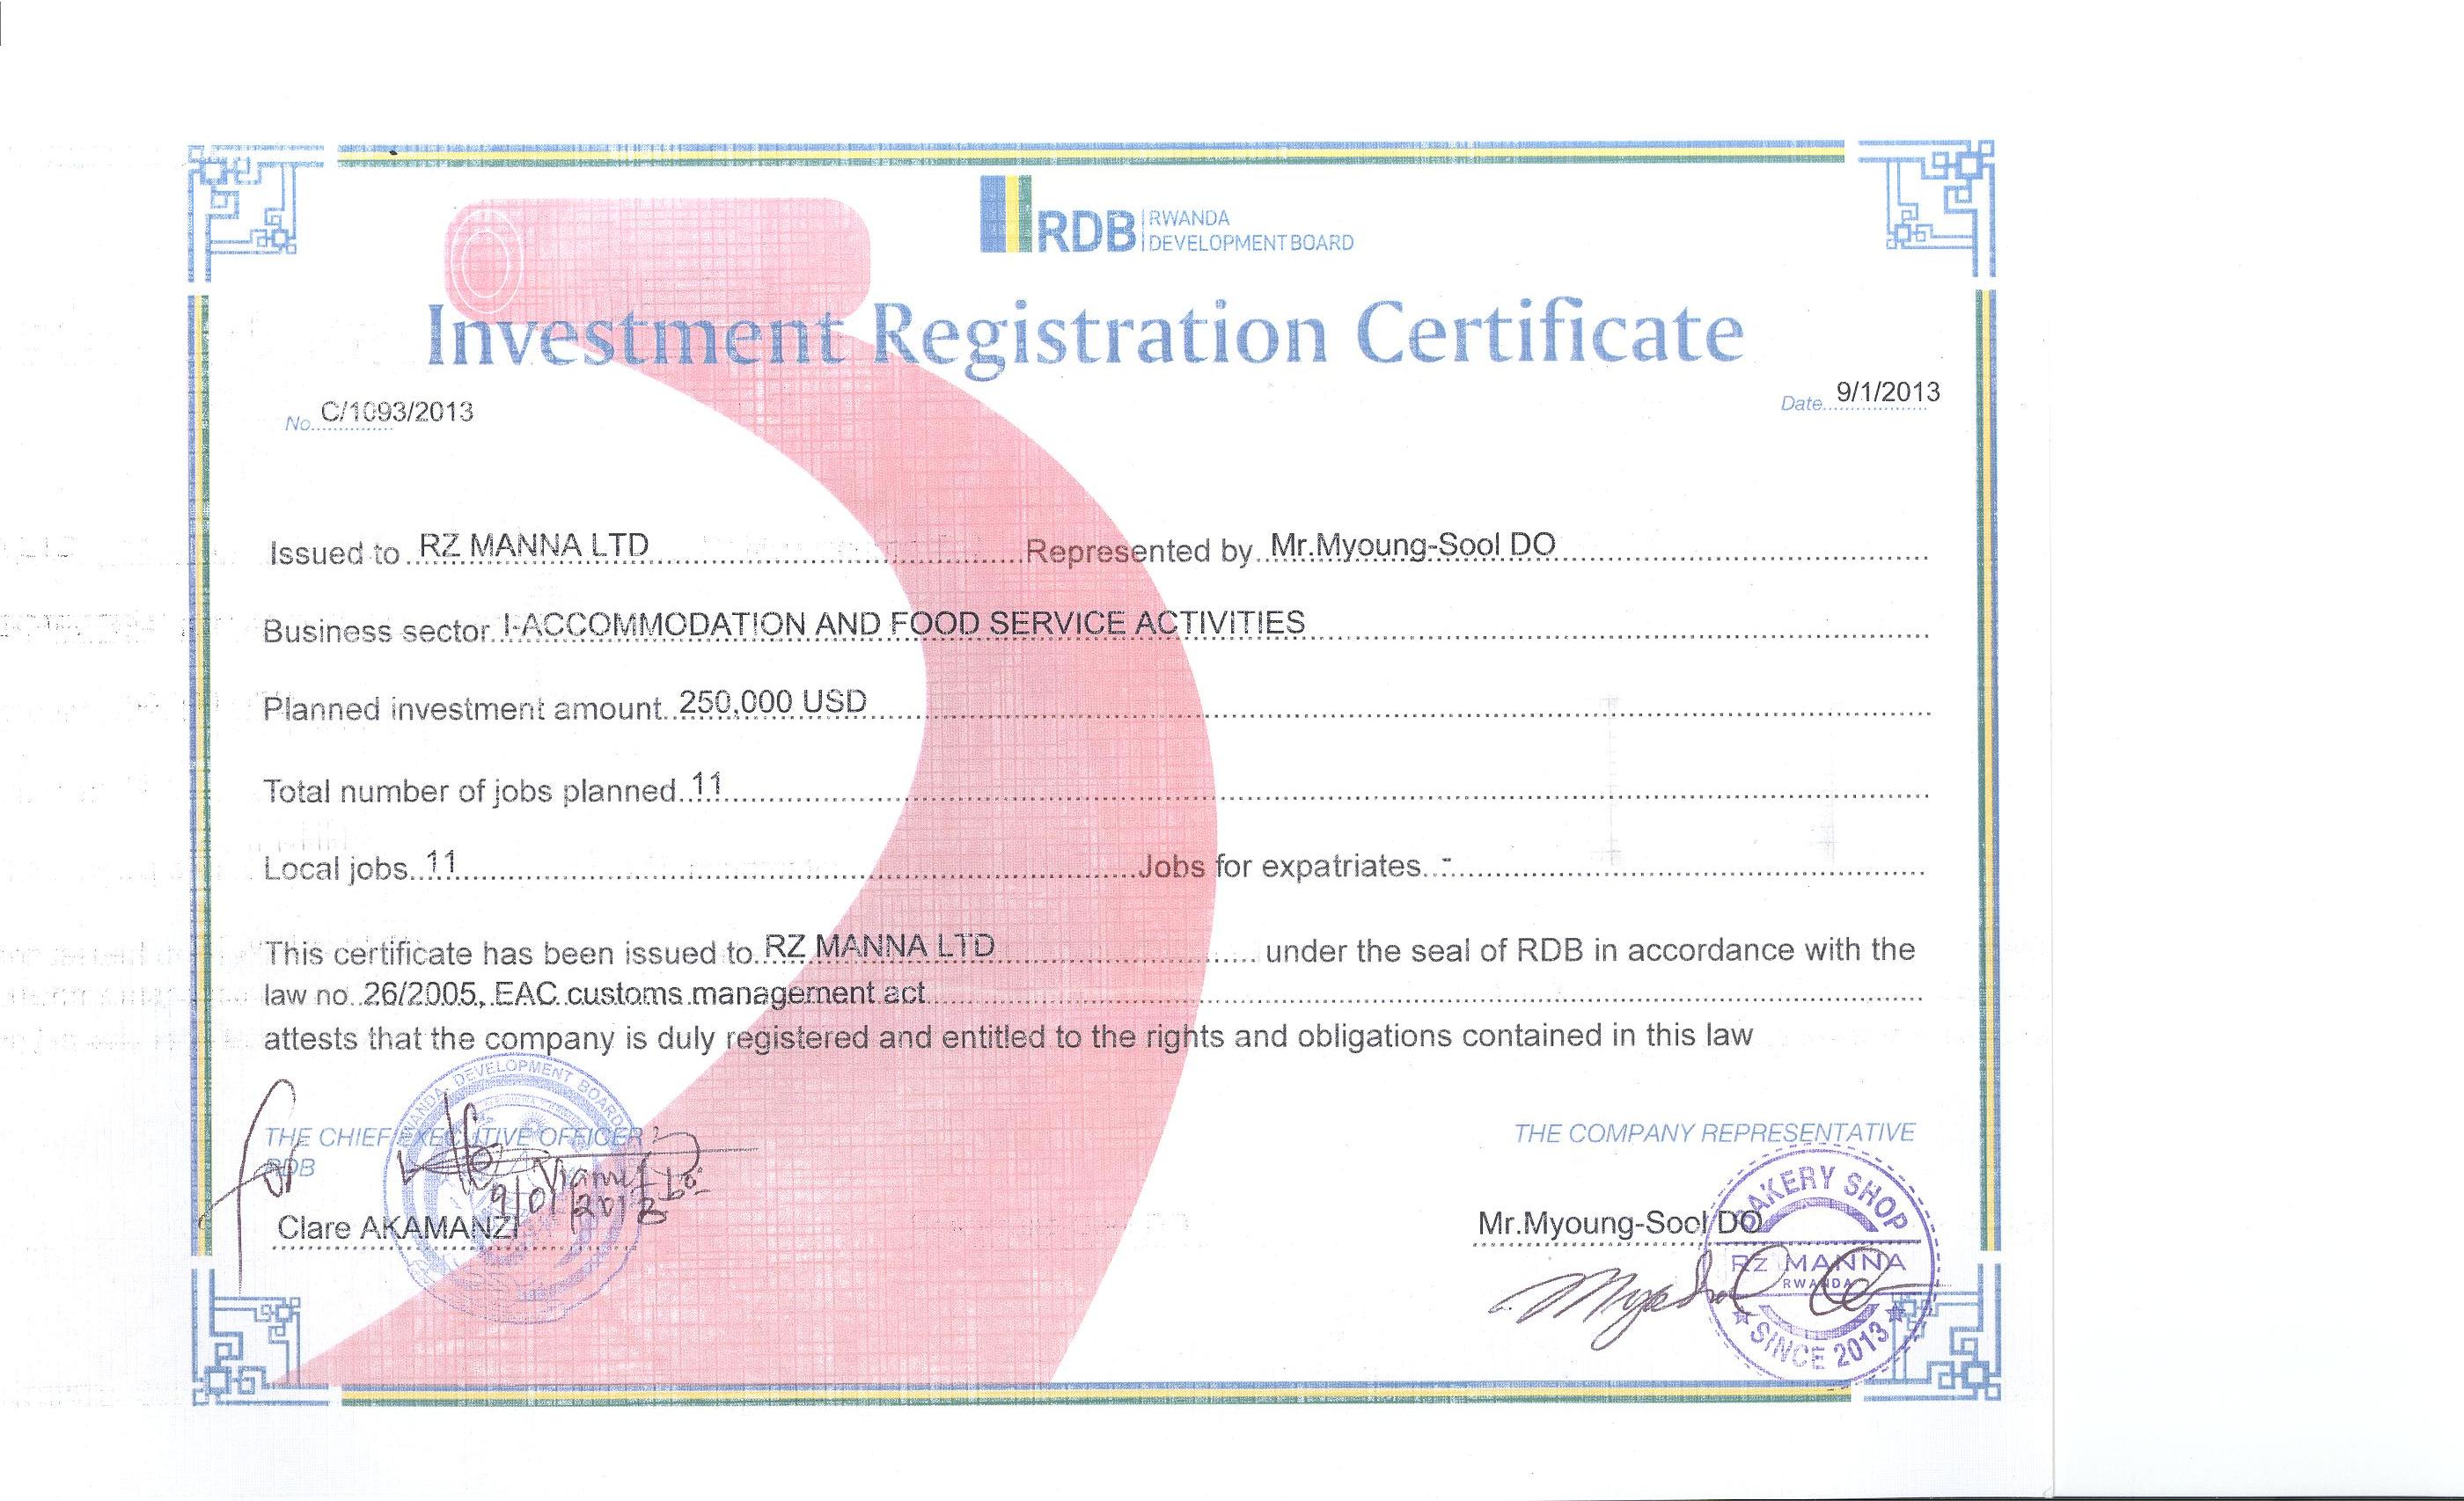 RDB RWANDA
DEVELOPMENT BOARD
Investment Registration Certificate
No. C/1093/2013
Date 9/1/2013
Issued to RZ MANNA LTD Represented by Mr.Myoung-Sool DO
Business sector I-ACCOMMODATION AND FOOD SERVICE ACTIVITIES
Planned investment amount 250,000 USD
Total number of jobs planned 11
Local jobs 11 Jobs for expatriates -
This certificate has been issued to RZ MANNA LTD under the seal of RDB in accordance with the
law no 26/2005, EAC customs management act
attests that the company is duly registered and entitled to the rights and obligations contained in this law
for
THE CHIEF EXECUTIVE OFFICER
RDB
RWANDA DEVELOPMENT BOARD
9/01/2013
Clare AKAMANZI
THE COMPANY REPRESENTATIVE
Mr.Myoung-Sool DO
BAKERY SHOP
RZ MANNA
RWANDA
SINCE 2013